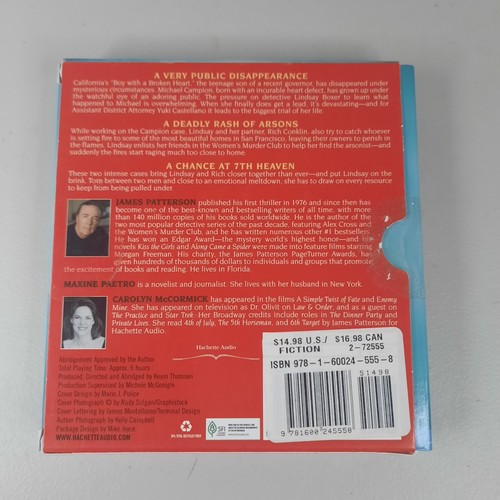 A VERY PUBLIC DISAPPEARANCE
California's "Boy with a Broken Heart," the teenage son of a recent governor, has disappeared under
mysterious circumstances. Michael Campion, born with an incurable heart defect, has grown up under
the watchful eye of an adoring public. The pressure on detective Lindsay Boxer to learn what
happened to Michael is overwhelming. When she finally does get a lead, it's devastating—and for
Assistant District Attorney Yuki Castellano it leads to the biggest trial of her life.
A DEADLY RASH OF ARSONS
While working on the Campion case, Lindsay and her partner, Rich Conklin, also try to catch whoever
is setting fire to some of the most beautiful homes in San Francisco, leaving their owners to perish in
the flames. Lindsay enlists her friends in the Women's Murder Club to help her find the arsonist—and
suddenly the fires start raging much too close to home.
A CHANCE AT 7TH HEAVEN
These two intense cases bring Lindsay and Rich closer together than ever—and put Lindsay on the
brink. Torn between two men and close to an emotional meltdown, she has to draw on every resource
to keep from being pulled under.
JAMES PATTERSON published his first thriller in 1976 and since then has
become one of the best-known and bestselling writers of all time, with more
than 140 million copies of his books sold worldwide. He is the author of the
two most popular detective series of the past decade, featuring Alex Cross and
the Women's Murder Club, and he has written numerous other #1 bestsellers.
He has won an Edgar Award—the mystery world's highest honor—and his
novels Kiss the Girls and Along Came a Spider were made into feature films starring
Morgan Freeman. His charity, the James Patterson PageTurner Awards, has
given hundreds of thousands of dollars to individuals and groups that promote
the excitement of books and reading. He lives in Florida.
MAXINE PAETRO is a novelist and journalist. She lives with her husband in New York.
CAROLYN McCORMICK has appeared in the films A Simple Twist of Fate and Enemy
Mine. She has appeared on television as Dr. Olivet on Law & Order, and as a guest on
The Practice and Star Trek. Her Broadway credits include roles in The Dinner Party and
Private Lives. She read 4th of July, The 5th Horseman, and 6th Target by James Patterson for
Hachette Audio.
Hachette Audio
Abridgement Approved by the Author
Total Playing Time: Approx. 6 hours
Produced, Directed and Abridged by Kevin Thomsen
Production Supervised by Michele McGonigle
Cover Design by Mario J. Pulice
Cover Photograph © by Rudy Sulgan/Graphistock
Cover Lettering by James Montalbano/Terminal Design
Author Photograph by Kelly Campbell
Package Design by Mike Joyce
WWW.HACHETTEAUDIO.COM
SFI
$14.98 U.S./ $16.98 CAN
FICTION 2-72555
ISBN 978-1-60024-555-8
51498
9 781600 245558